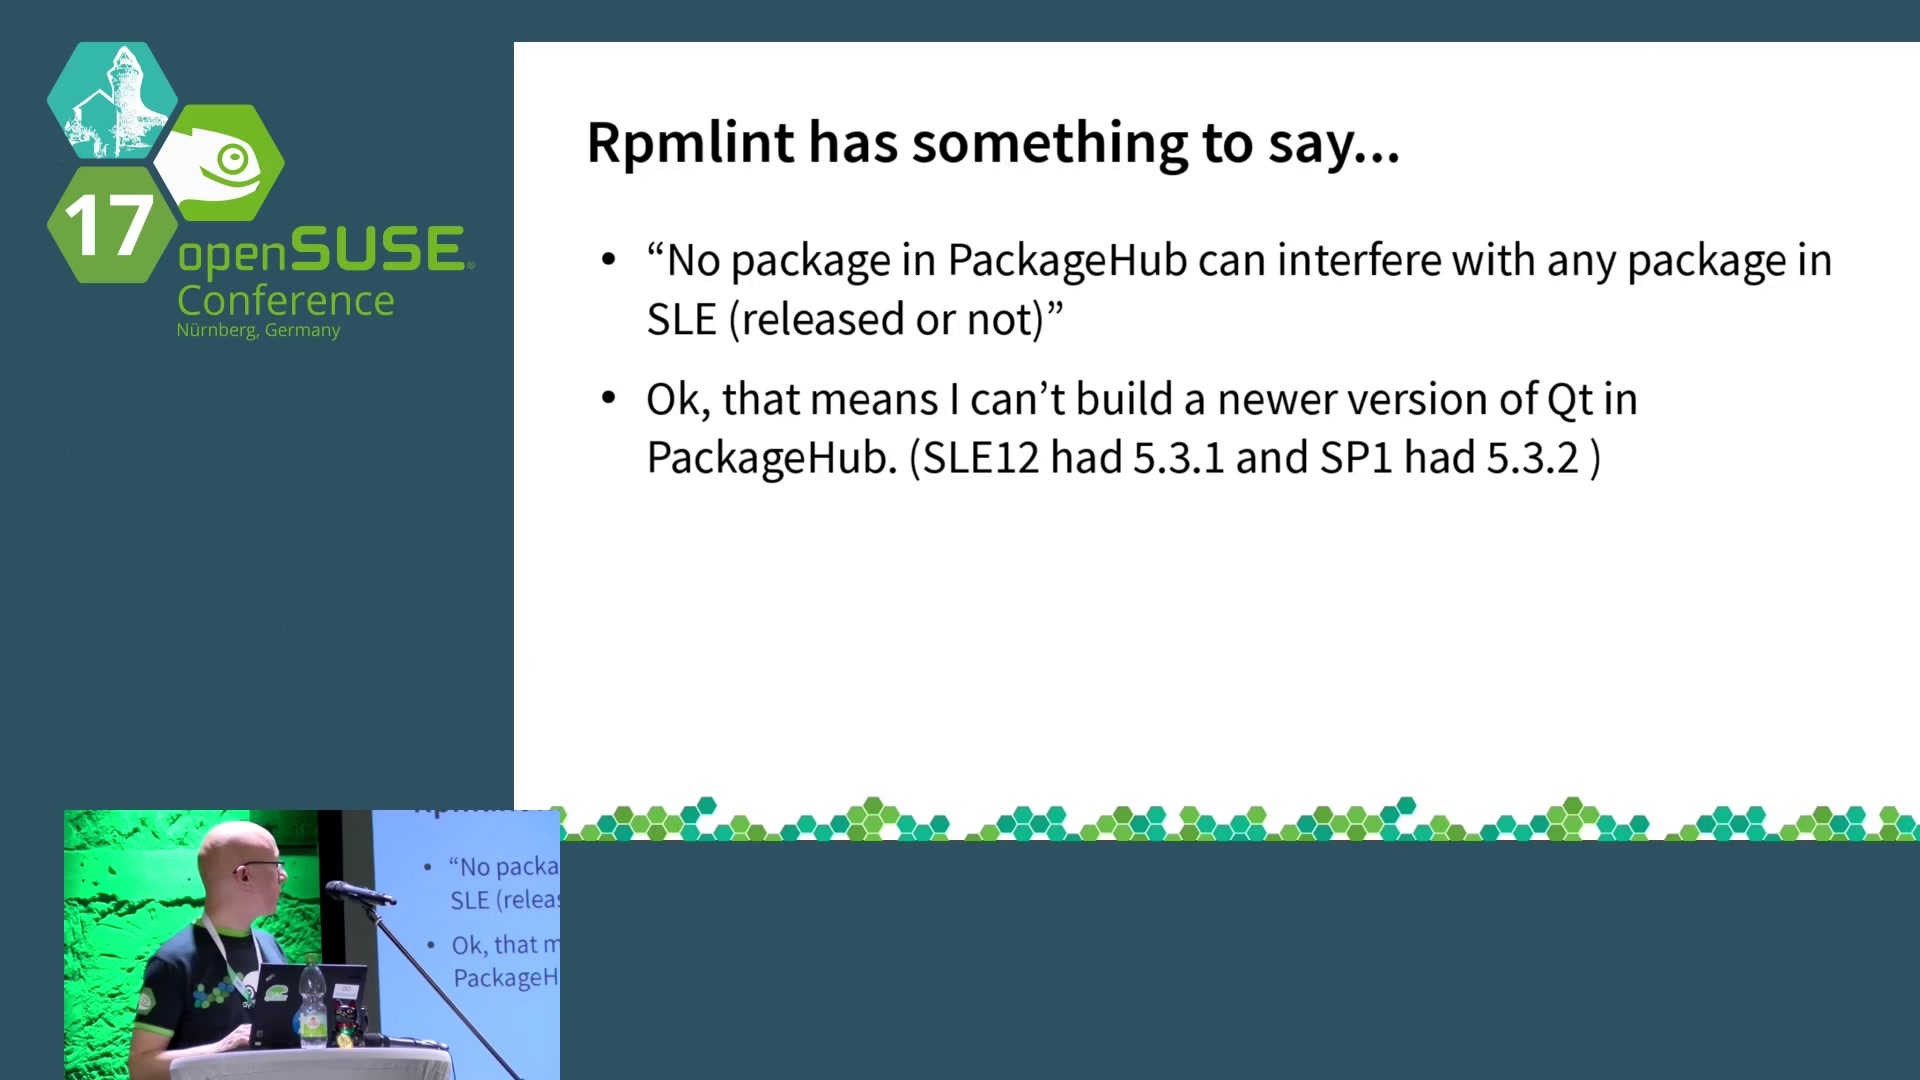 17
openSUSE
Conference
Nürnberg, Germany
Rpmlint has something to say...
• “No package in PackageHub can interfere with any package in
SLE (released or not)”
• Ok, that means I can’t build a newer version of Qt in
PackageHub. (SLE12 had 5.3.1 and SP1 had 5.3.2 )
• “No packa
SLE (releas
• Ok, that m
PackageH